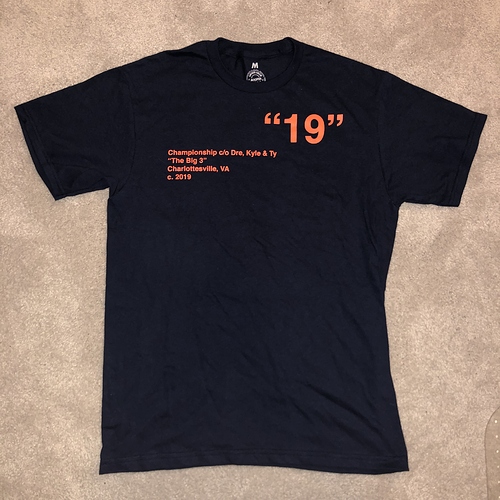 M
“19”
Championship c/o Dre, Kyle & Ty
“The Big 3”
Charlottesville, VA
c. 2019